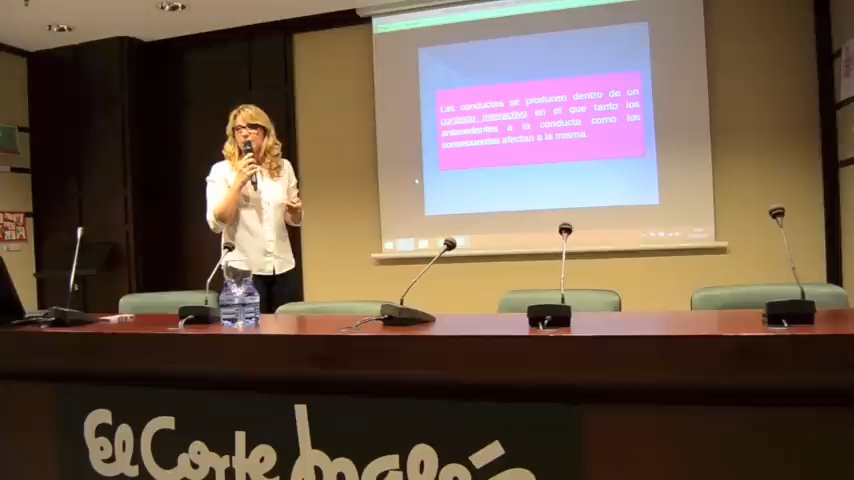 Las conductas se producen dentro de un
contexto interactivo en el que tanto los
antecedentes a la conducta como los
consecuentes afectan a la misma.
El Corte Inglés